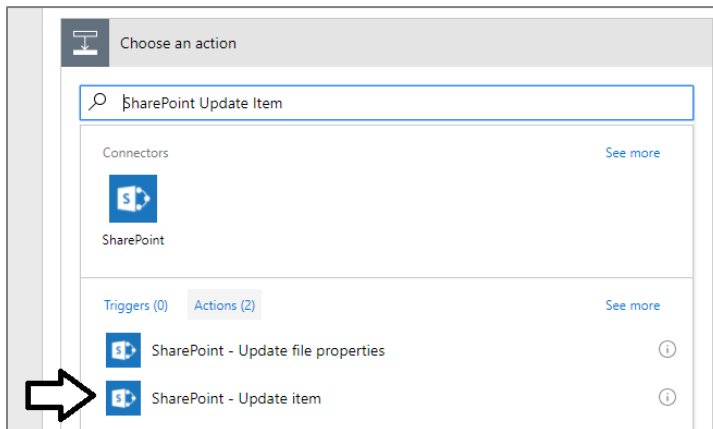 Choose an action
SharePoint Update Item
Connectors
See more
S
SharePoint
Triggers (0) Actions (2) See more
S SharePoint - Update file properties
S SharePoint - Update item